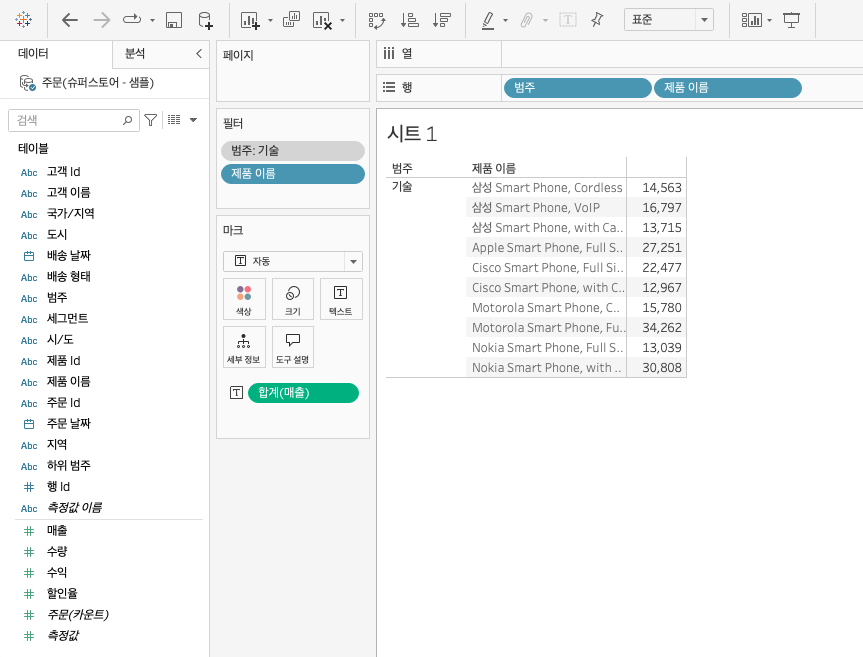 표준
데이터
분석
주문(슈퍼스토어 - 샘플)
검색
테이블
Abc 고객 Id
Abc 고객 이름
Abc 국가/지역
Abc 도시
배송 날짜
Abc 배송 형태
Abc 범주
Abc 세그먼트
Abc 시/도
Abc 제품 Id
Abc 제품 이름
Abc 주문 Id
주문 날짜
Abc 지역
Abc 하위 범주
행 Id
Abc 측정값 이름
매출
수량
수익
할인율
주문(카운트)
측정값
페이지
필터
범주: 기술
제품 이름
마크
T 자동
색상
크기
T 텍스트
세부 정보
도구 설명
T 합계(매출)
열
행 범주 제품 이름
시트 1
범주 제품 이름
기술 삼성 Smart Phone, Cordless 14,563
삼성 Smart Phone, VoIP 16,797
삼성 Smart Phone, with Ca.. 13,715
Apple Smart Phone, Full S.. 27,251
Cisco Smart Phone, Full Si.. 22,477
Cisco Smart Phone, with C.. 12,967
Motorola Smart Phone, C.. 15,780
Motorola Smart Phone, Fu.. 34,262
Nokia Smart Phone, Full S.. 13,039
Nokia Smart Phone, with .. 30,808